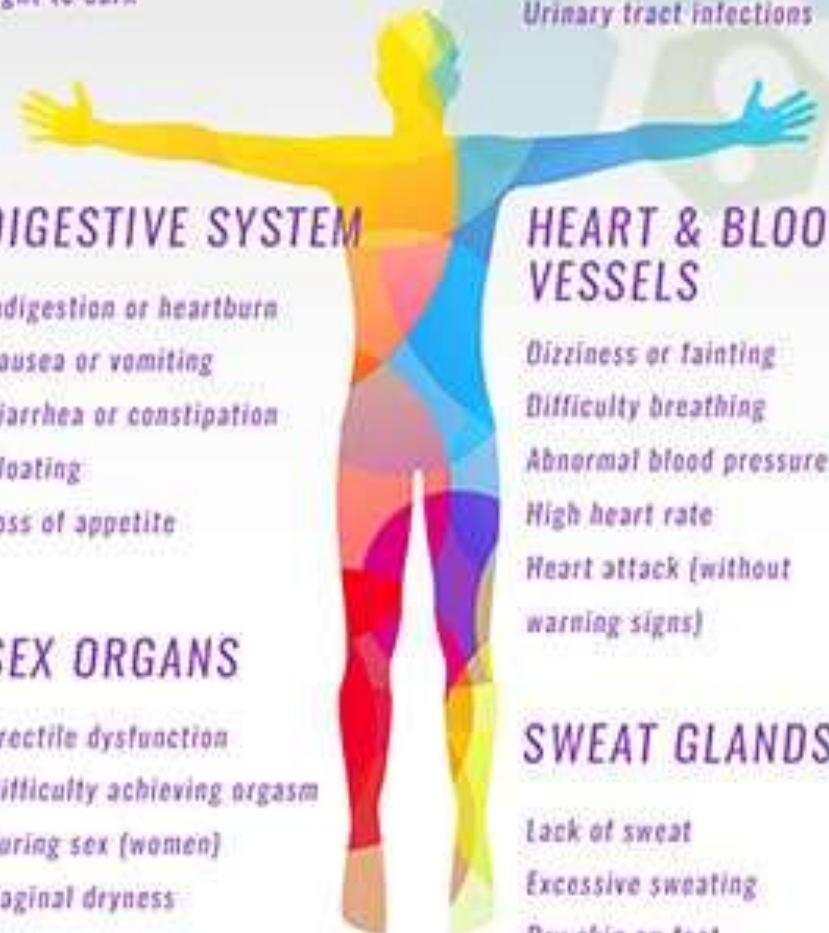 Urinary tract infections
DIGESTIVE SYSTEM
ndigestion or heartburn
ausea or vomiting
iarrhea or constipation
loating
oss of appetite
SEX ORGANS
rectile dysfunction
ifficulty achieving orgasm
uring sex (women)
aginal dryness
HEART & BLOO
VESSELS
Dizziness or fainting
Difficulty breathing
Abnormal blood pressure
High heart rate
Heart attack (without
warning signs)
SWEAT GLANDS
Lack of sweat
Excessive sweating